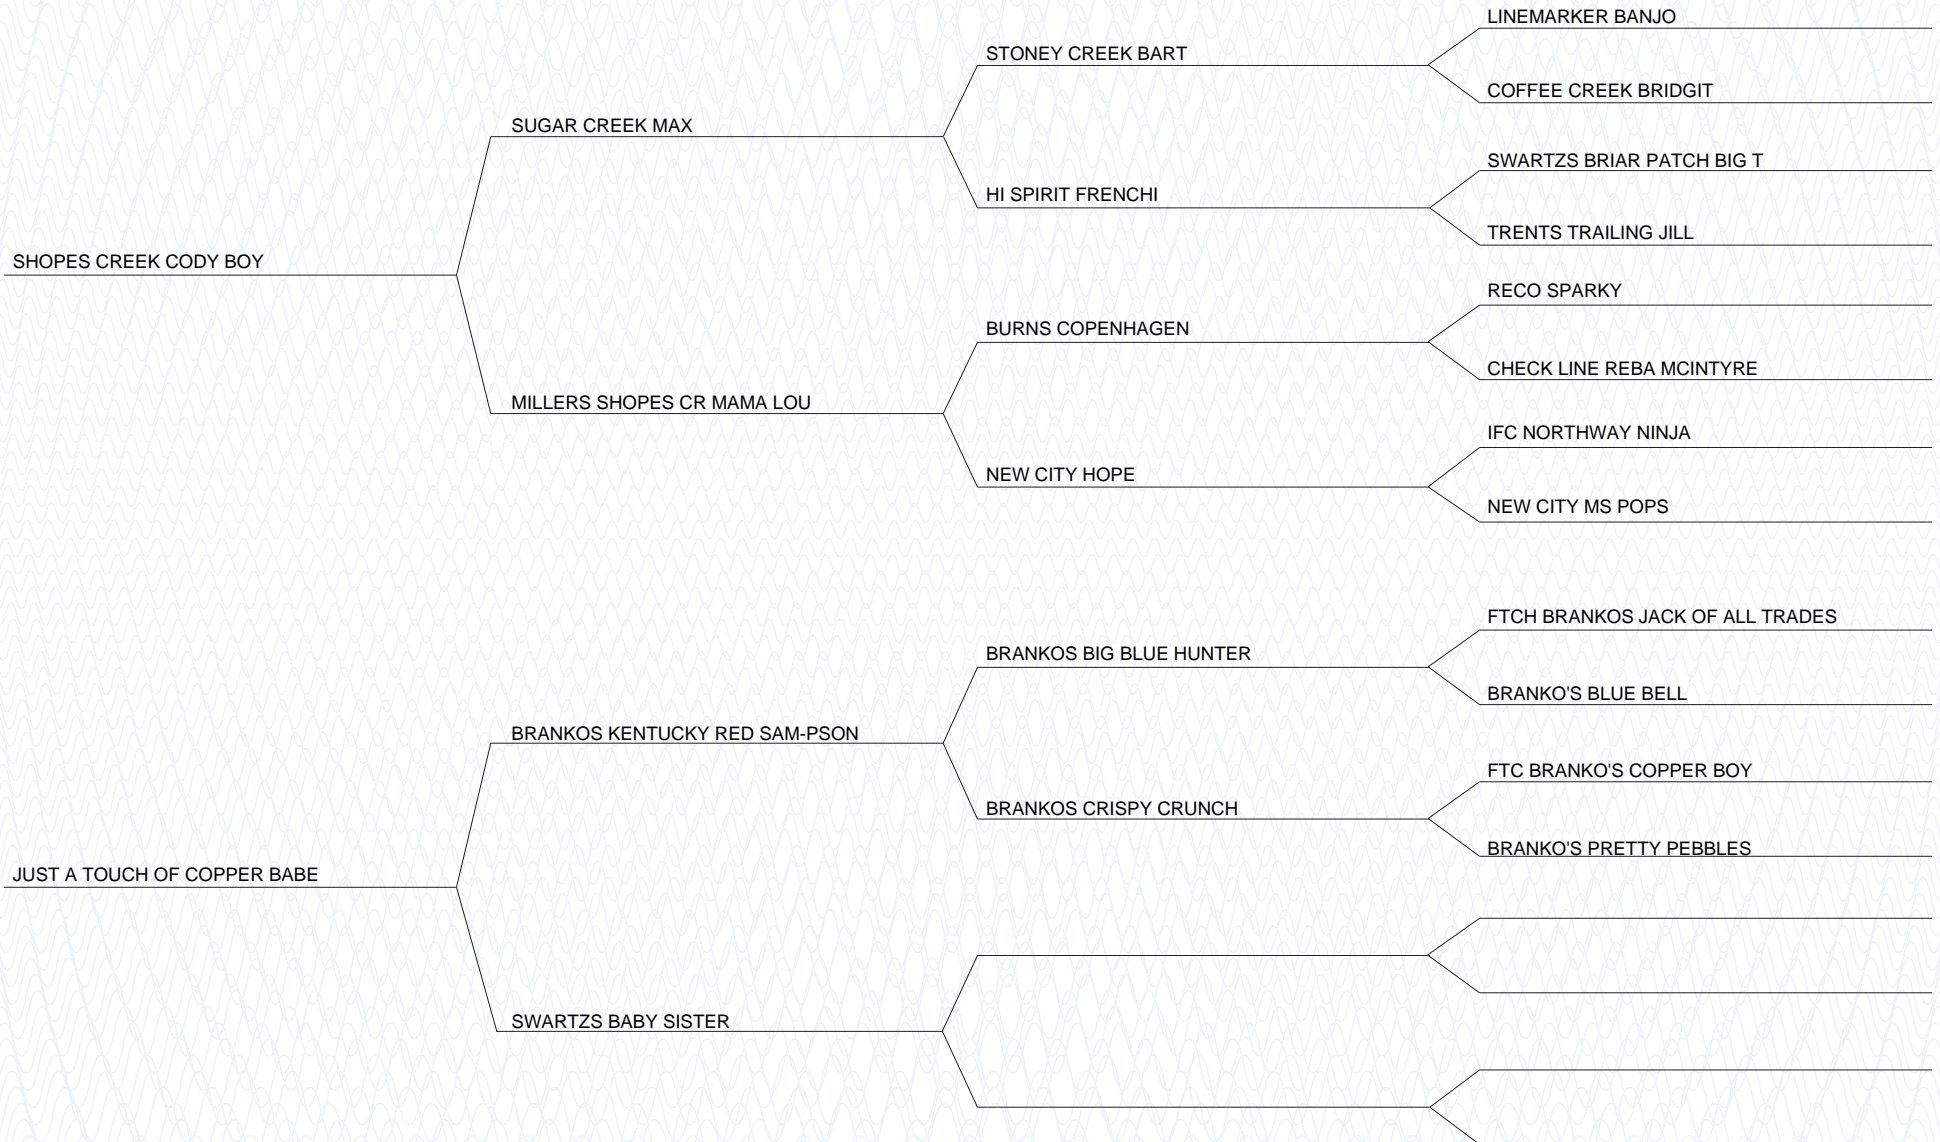 LINEMARKER BANJO
STONEY CREEK BART
COFFEE CREEK BRIDGIT
SUGAR CREEK MAX
SWARTZS BRIAR PATCH BIG T
HI SPIRIT FRENCHI
TRENTS TRAILING JILL
SHOPES CREEK CODY BOY
RECO SPARKY
BURNS COPENHAGEN
CHECK LINE REBA MCINTYRE
MILLERS SHOPES CR MAMA LOU
IFC NORTHWAY NINJA
NEW CITY HOPE
NEW CITY MS POPS
FTCH BRANKOS JACK OF ALL TRADES
BRANKOS BIG BLUE HUNTER
BRANKO'S BLUE BELL
BRANKOS KENTUCKY RED SAM-PSON
FTC BRANKO'S COPPER BOY
BRANKOS CRISPY CRUNCH
BRANKO'S PRETTY PEBBLES
JUST A TOUCH OF COPPER BABE
SWARTZS BABY SISTER